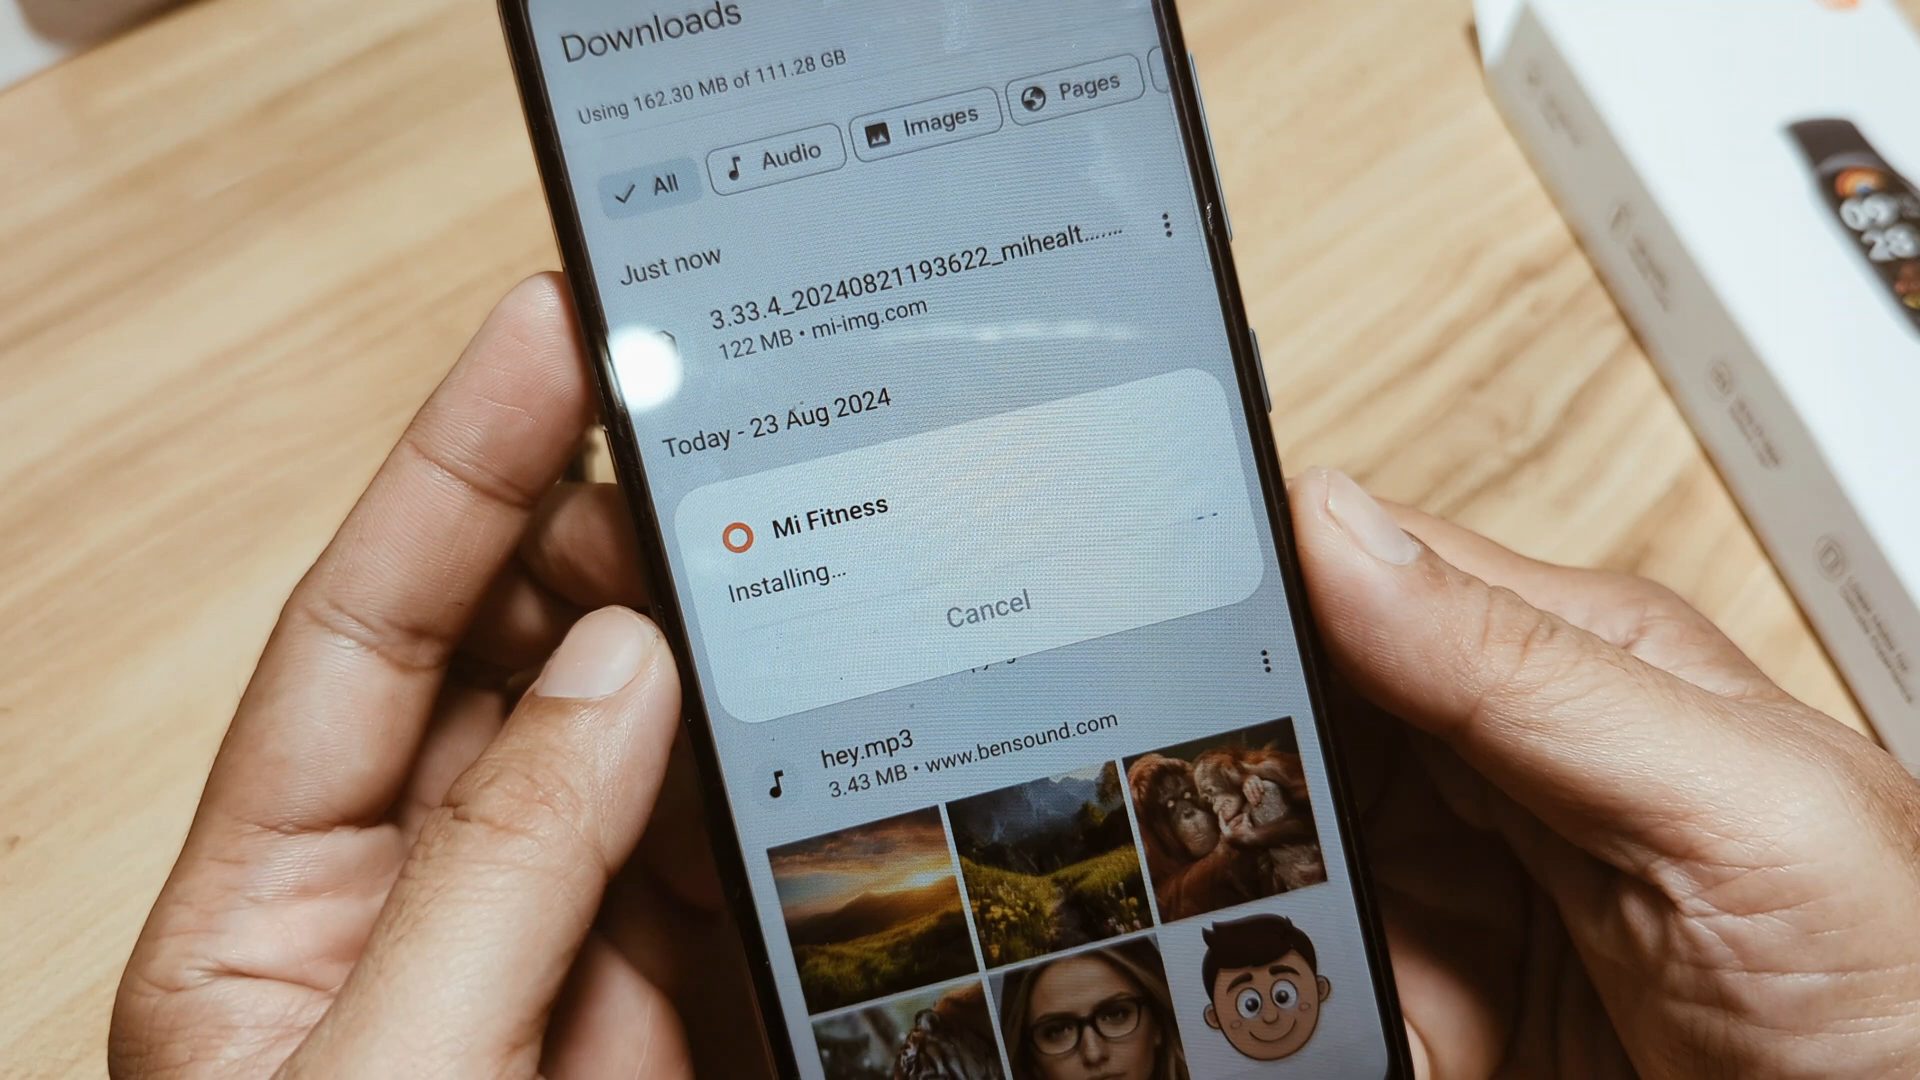 Downloads
Using 162.30 MB of 111.28 GB
All
Audio
Images
Pages
Just now
3.33.4_20240821193622_mihealt.......
122 MB • mi-img.com
Today - 23 Aug 2024
Mi Fitness
Installing...
Cancel
hey.mp3
3.43 MB • www.bensound.com
09
28